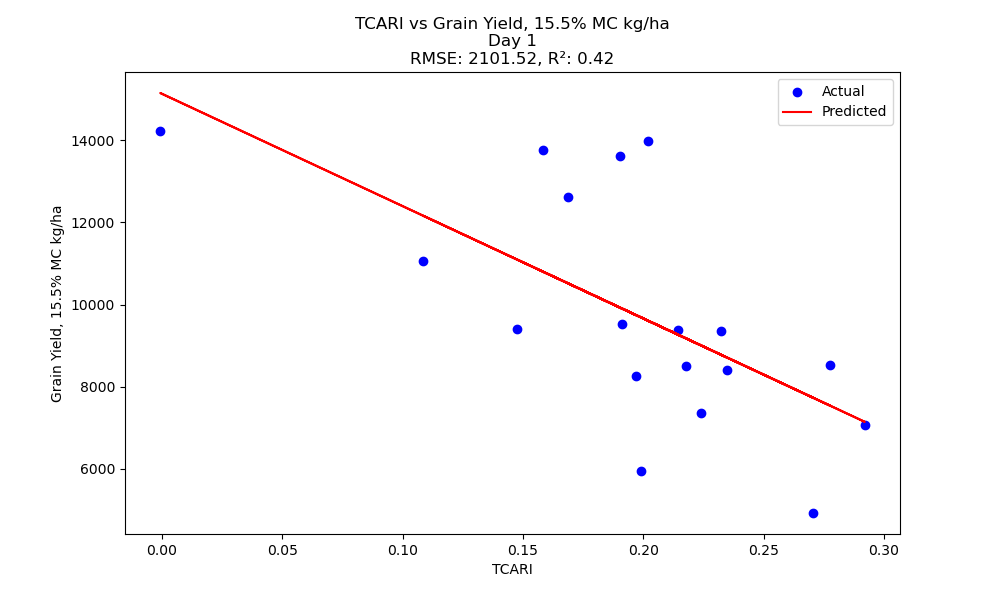 TCARI vs Grain Yield, 15.5% MC kg/ha
Day 1
RMSE: 2101.52, R²: 0.42
Actual
Predicted
Grain Yield, 15.5% MC kg/ha
14000
12000
10000
8000
6000
0.00
0.05
0.10
0.15
0.20
0.25
0.30
TCARI